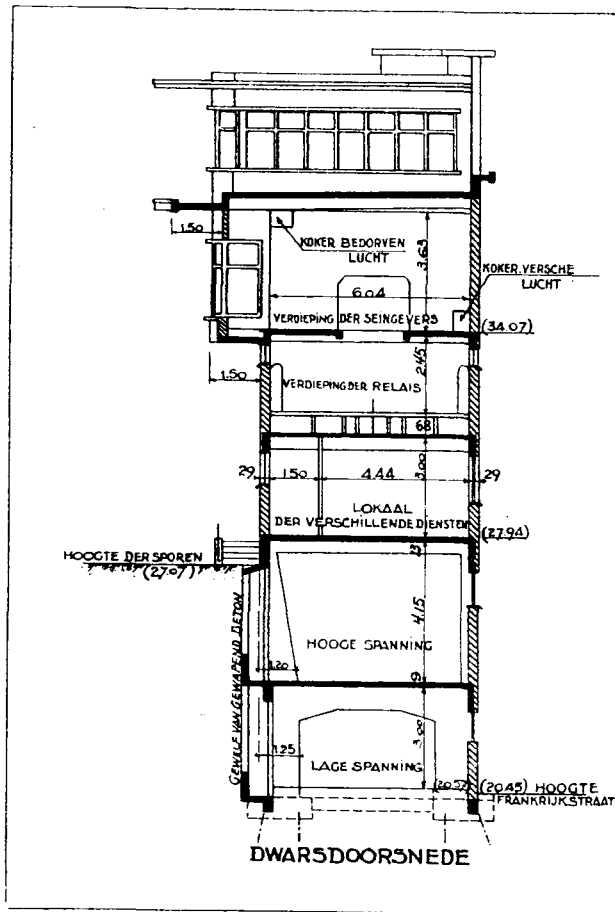 1.50
KOKER BEDORVEN
LUCHT
3.63
KOKER VERSCHE
LUCHT
6.04
VERDIEPING DER SEINGEVERS
(34.07)
2.45
1.50
VERDIEPING DER RELAIS
68
29
1.50
4.44
3.00
29
LOKAAL
DER VERSCHILLENDE DIENSTEN
(27.94)
HOOGTE DER SPOREN
(27.07)
23
GEWELF VAN GEWAPEND BETON
4.15
HOOGE SPANNING
1.20
9
3.00
1.25
LAGE SPANNING
(20.52)
(20.45) HOOGTE
FRANKRIJKSTRAAT
DWARSDOORSNEDE